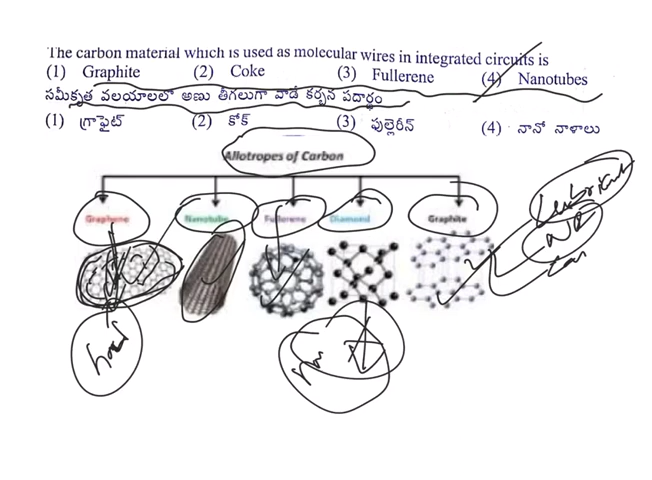 The carbon material which is used as molecular wires in integrated circuits is
(1) Graphite (2) Coke (3) Fullerene (4) Nanotubes
సమీకృత వలయాలలో అణు తీగలుగా వాడే కర్బన పదార్థం
(1) గ్రాఫైట్ (2) కోక్ (3) ఫుల్లెరీన్ (4) నానో నాళాలు
Allotropes of Carbon
Graphene Nanotube Fullerene Diamond Graphite